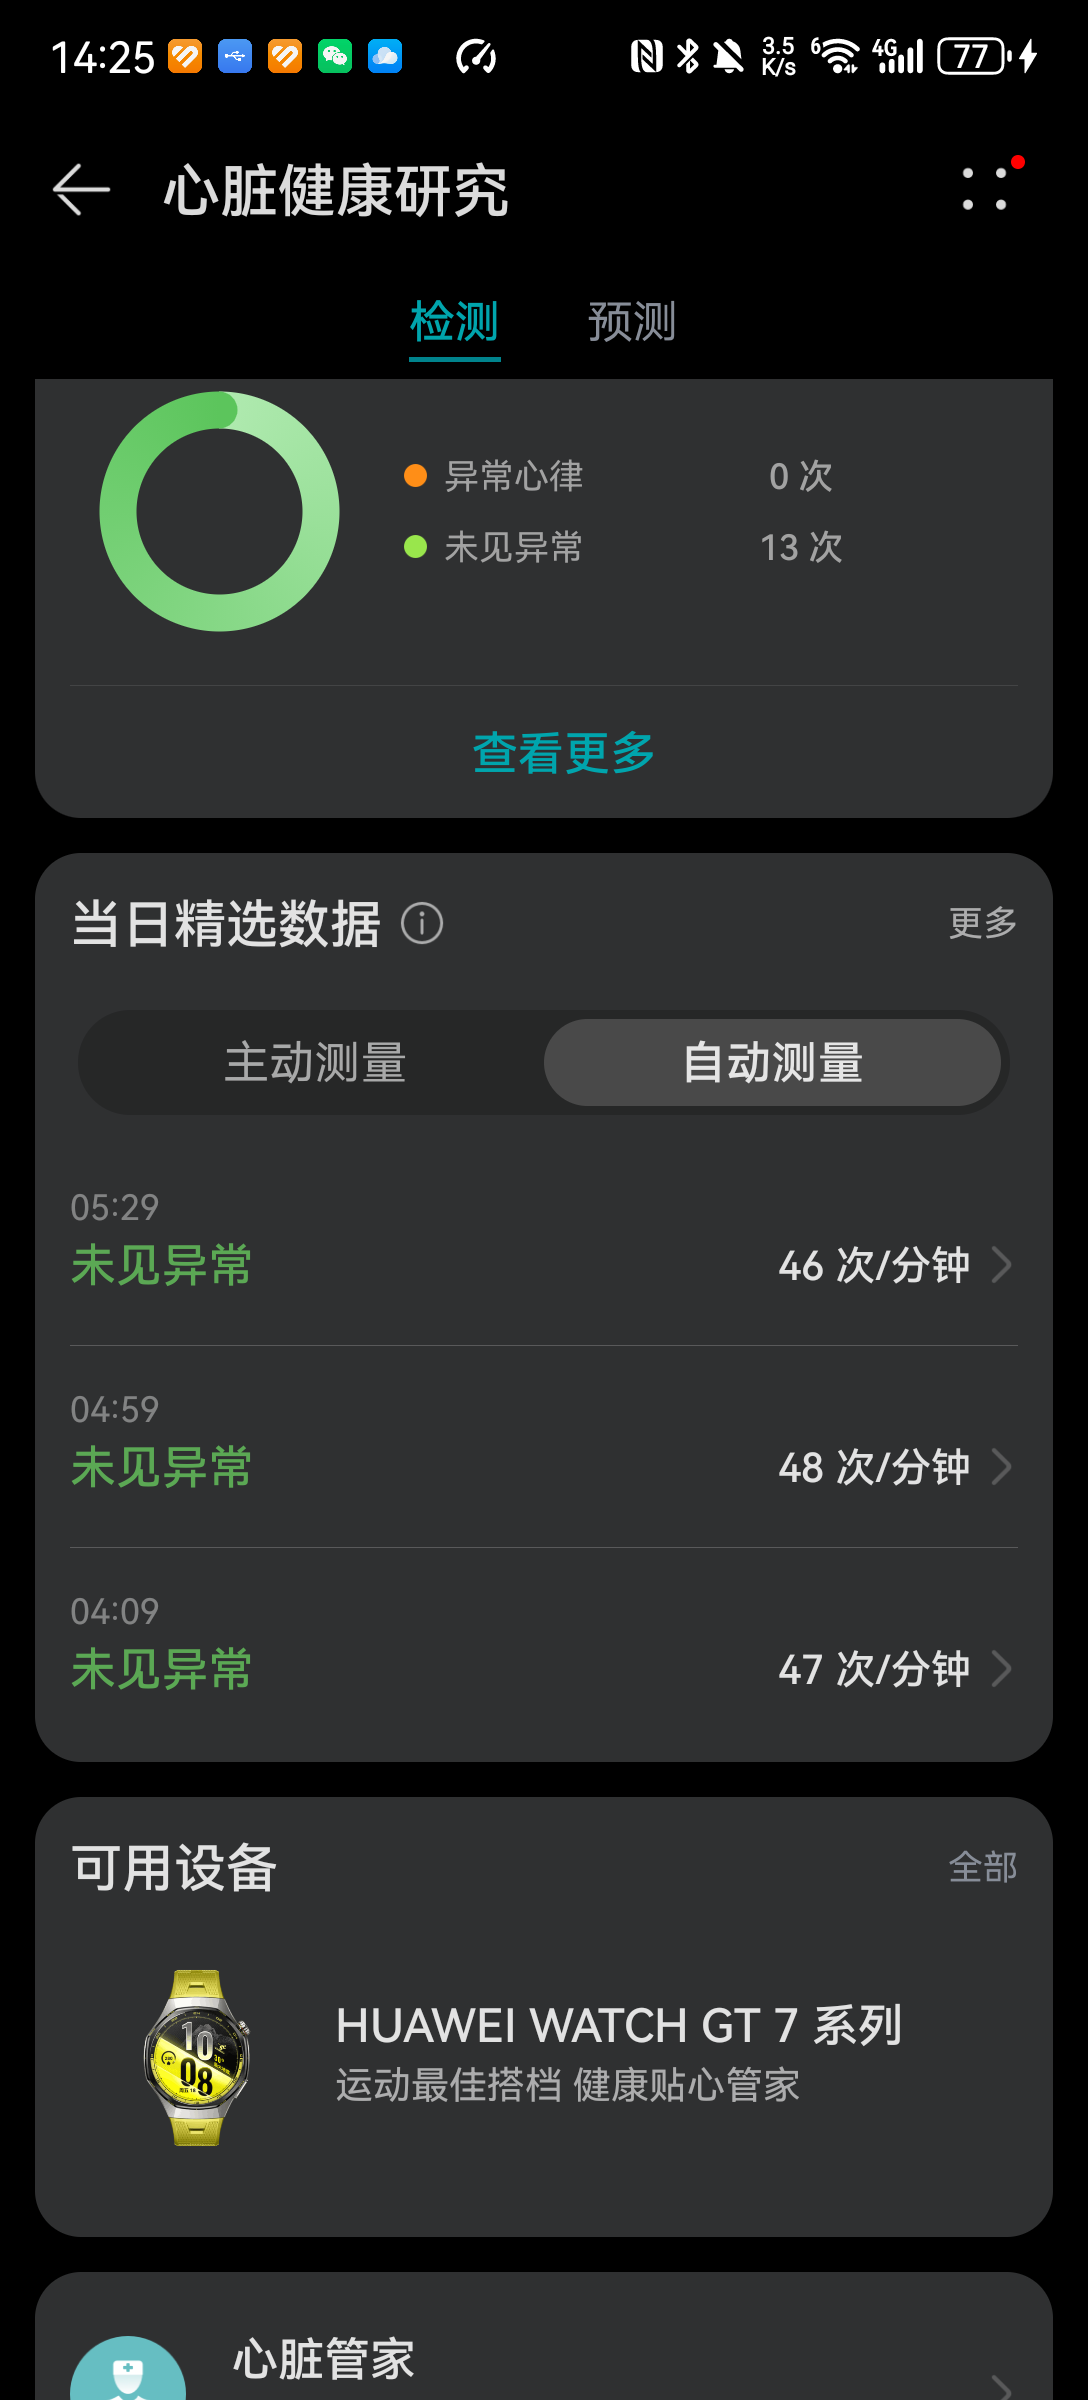 14:25 3.5 K/s 6 4G 77
心脏健康研究
检测 预测
异常心律 0 次
未见异常 13 次
查看更多
当日精选数据 更多
主动测量 自动测量
05:29
未见异常 46 次/分钟
04:59
未见异常 48 次/分钟
04:09
未见异常 47 次/分钟
可用设备 全部
10
08
HUAWEI WATCH GT 7 系列
运动最佳搭档 健康贴心管家
心脏管家